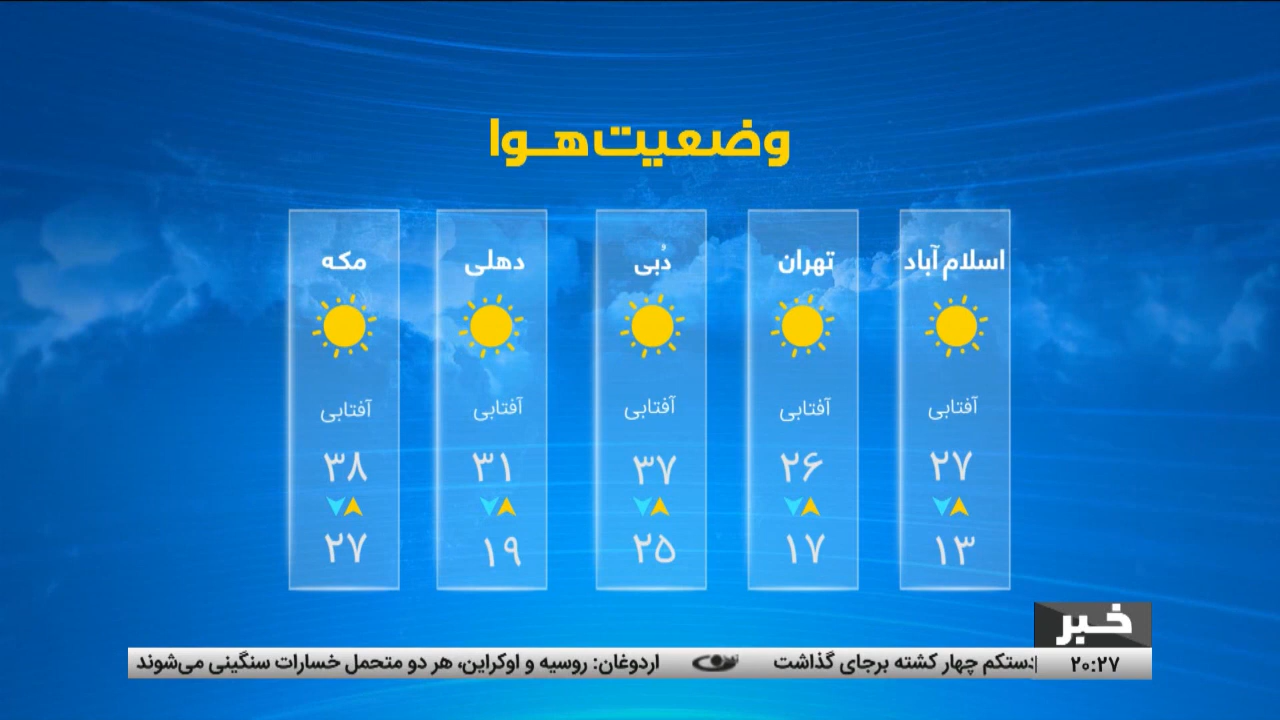 وضعیت هوا
اسلام آباد تهران دُبی دهلی مکه
آفتابی آفتابی آفتابی آفتابی آفتابی
۲۷ ۲۶ ۳۷ ۳۱ ۳۸
۱۳ ۱۷ ۲۵ ۱۹ ۲۷
خبر
۲۰:۲۷
دستکم چهار کشته برجای گذاشت اردوغان: روسیه و اوکراین، هر دو متحمل خسارات سنگینی می‌شوند